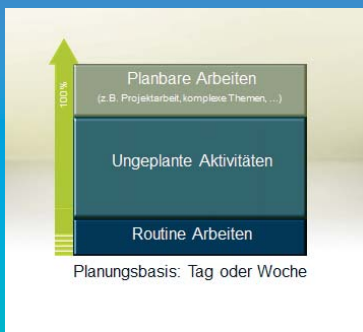 100%
Planbare Arbeiten
(z.B. Projektarbeit, komplexe Themen, ...)
Ungeplante Aktivitäten
Routine Arbeiten
Planungsbasis: Tag oder Woche